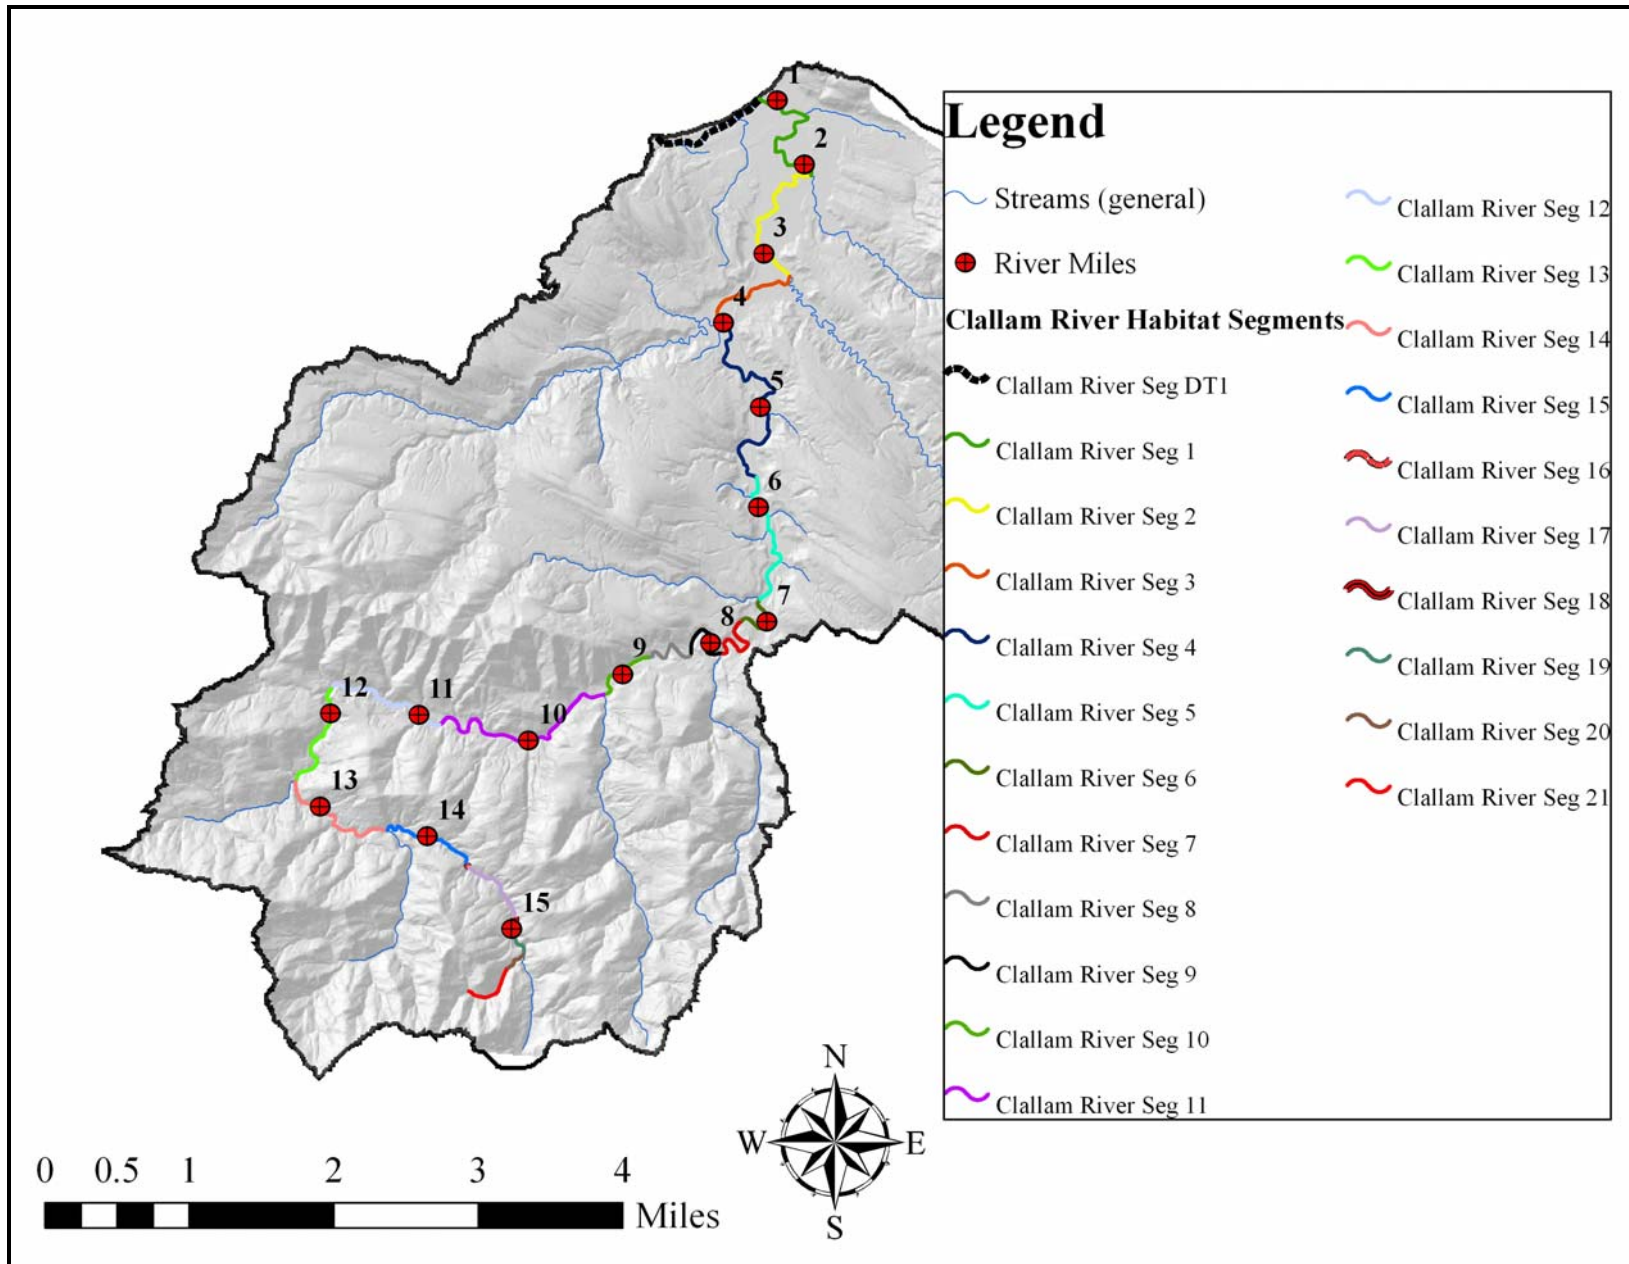 1
2
3
4
5
6
7
8
9
10
11
12
13
14
15
Legend
Streams (general)
River Miles
Clallam River Habitat Segments
Clallam River Seg DT1
Clallam River Seg 1
Clallam River Seg 2
Clallam River Seg 3
Clallam River Seg 4
Clallam River Seg 5
Clallam River Seg 6
Clallam River Seg 7
Clallam River Seg 8
Clallam River Seg 9
Clallam River Seg 10
Clallam River Seg 11
Clallam River Seg 12
Clallam River Seg 13
Clallam River Seg 14
Clallam River Seg 15
Clallam River Seg 16
Clallam River Seg 17
Clallam River Seg 18
Clallam River Seg 19
Clallam River Seg 20
Clallam River Seg 21
N
W E
S
0 0.5 1 2 3 4
Miles